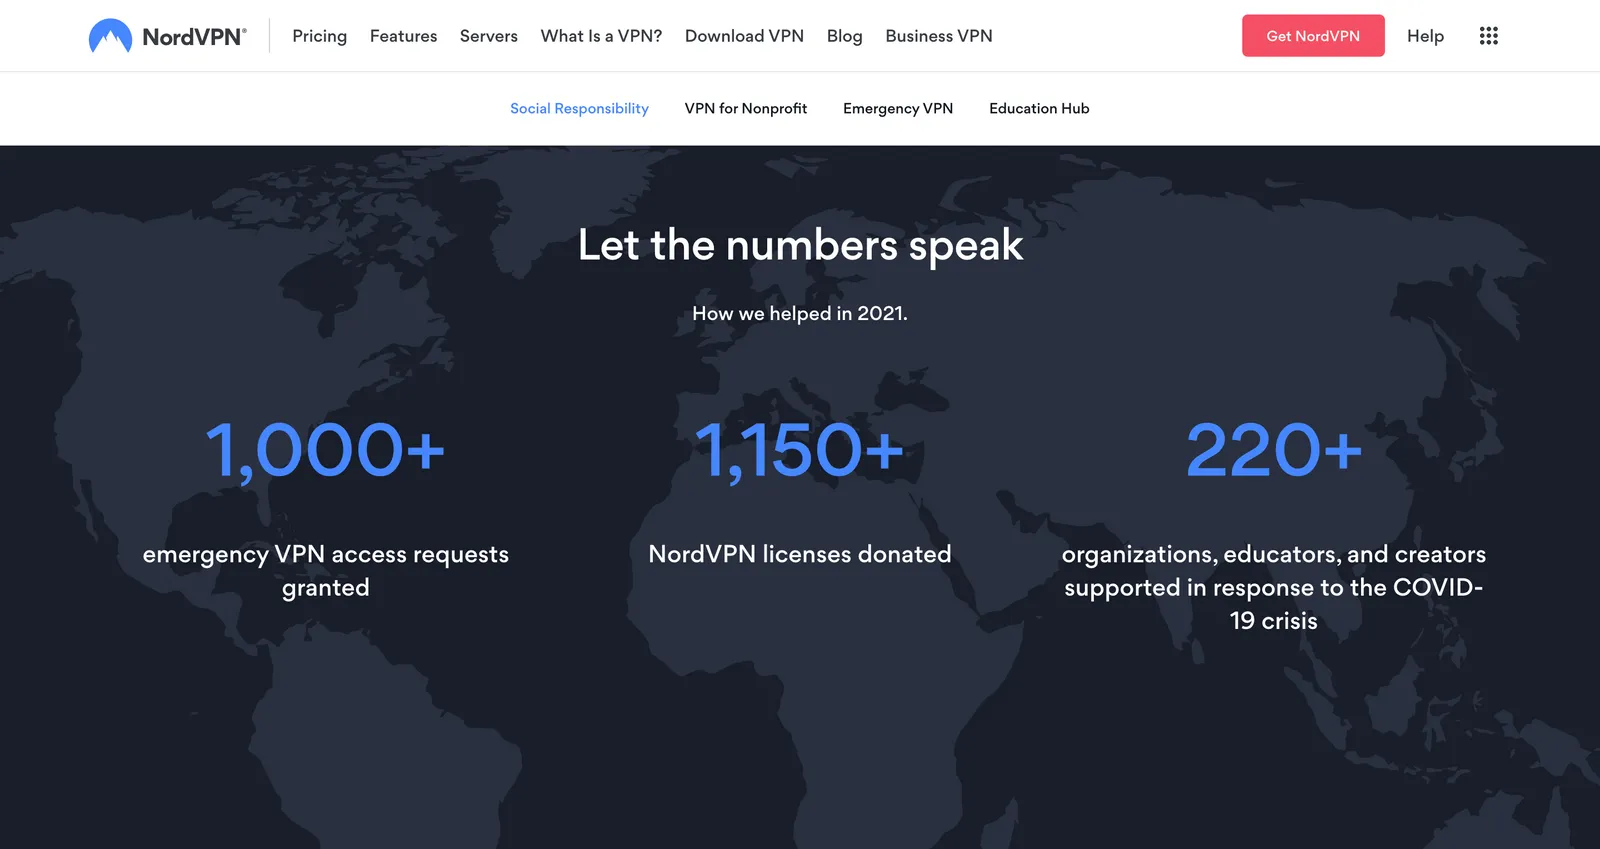 NordVPN® Pricing Features Servers What Is a VPN? Download VPN Blog Business VPN Get NordVPN Help
Social Responsibility VPN for Nonprofit Emergency VPN Education Hub
Let the numbers speak
How we helped in 2021.
1,000+
emergency VPN access requests
granted
1,150+
NordVPN licenses donated
220+
organizations, educators, and creators
supported in response to the COVID-
19 crisis